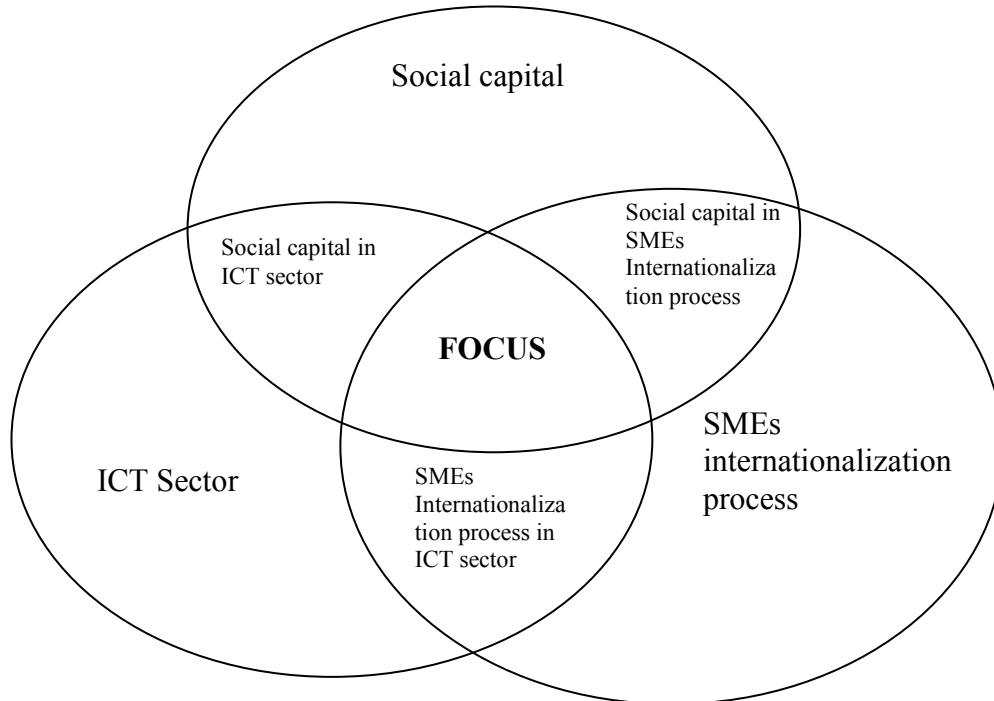 Social capital
Social capital in
SMEs
Internationaliza
tion process
Social capital in
ICT sector
FOCUS
SMEs
internationalization
process
ICT Sector
SMEs
Internationaliza
tion process in
ICT sector